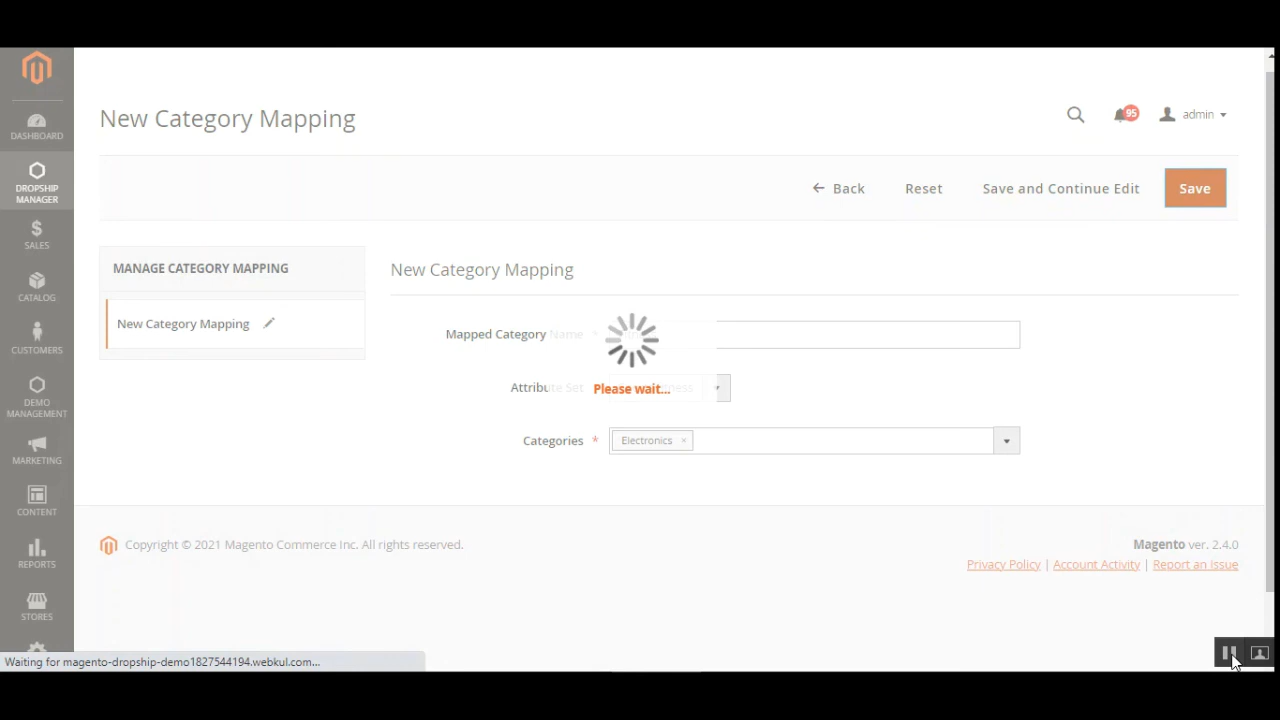 New Category Mapping
95
admin
DASHBOARD
DROPSHIP
MANAGER
SALES
CATALOG
CUSTOMERS
DEMO
MANAGEMENT
MARKETING
CONTENT
REPORTS
STORES
Back
Reset
Save and Continue Edit
Save
MANAGE CATEGORY MAPPING
New Category Mapping
New Category Mapping
Mapped Category Name *
Attribute Set
Please wait...
Categories *
Electronics ×
Copyright © 2021 Magento Commerce Inc. All rights reserved.
Magento ver. 2.4.0
Privacy Policy | Account Activity | Report an Issue
Waiting for magento-dropship-demo1827544194.webkul.com...